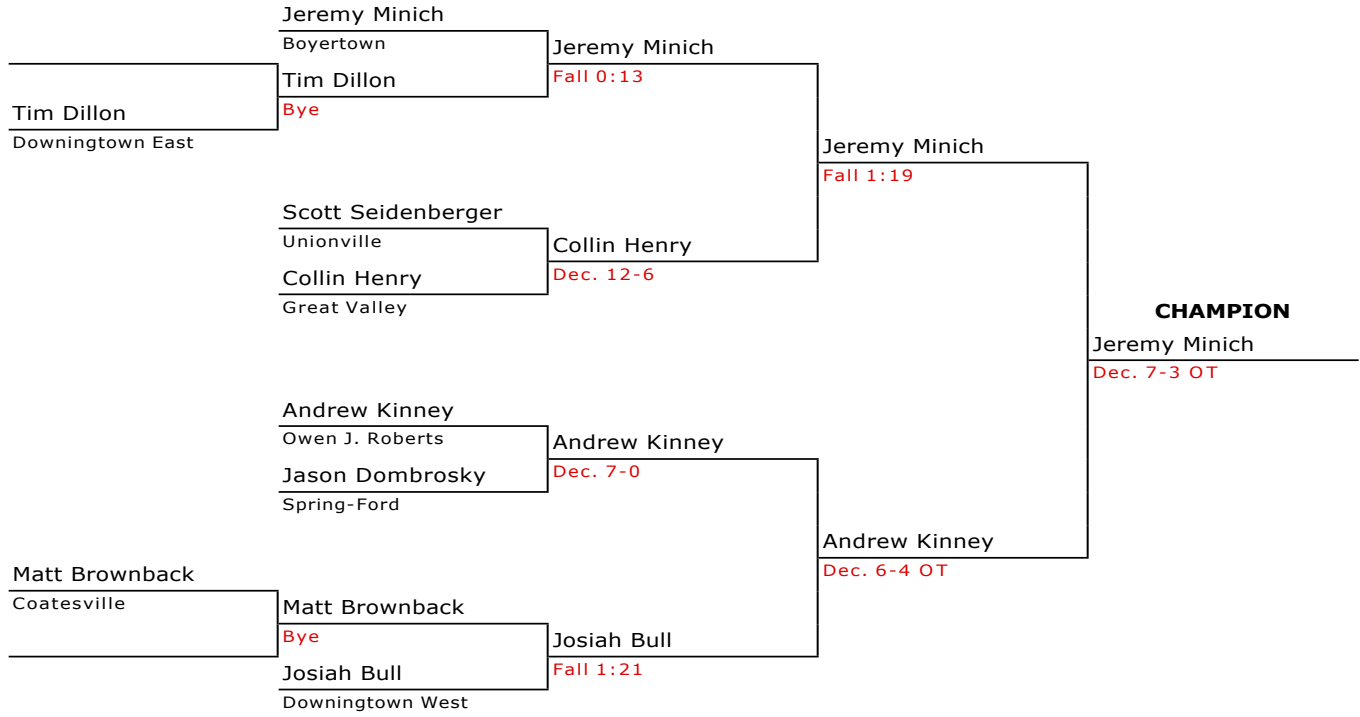 Jeremy Minich
Boyertown
Jeremy Minich
Fall 0:13
Tim Dillon
Bye
Tim Dillon
Downingtown East
Jeremy Minich
Fall 1:19
Scott Seidenberger
Unionville
Collin Henry
Dec. 12-6
Collin Henry
Great Valley
CHAMPION
Jeremy Minich
Dec. 7-3 OT
Andrew Kinney
Owen J. Roberts
Andrew Kinney
Dec. 7-0
Jason Dombrosky
Spring-Ford
Andrew Kinney
Dec. 6-4 OT
Matt Brownback
Coatesville
Matt Brownback
Bye
Josiah Bull
Fall 1:21
Josiah Bull
Downingtown West